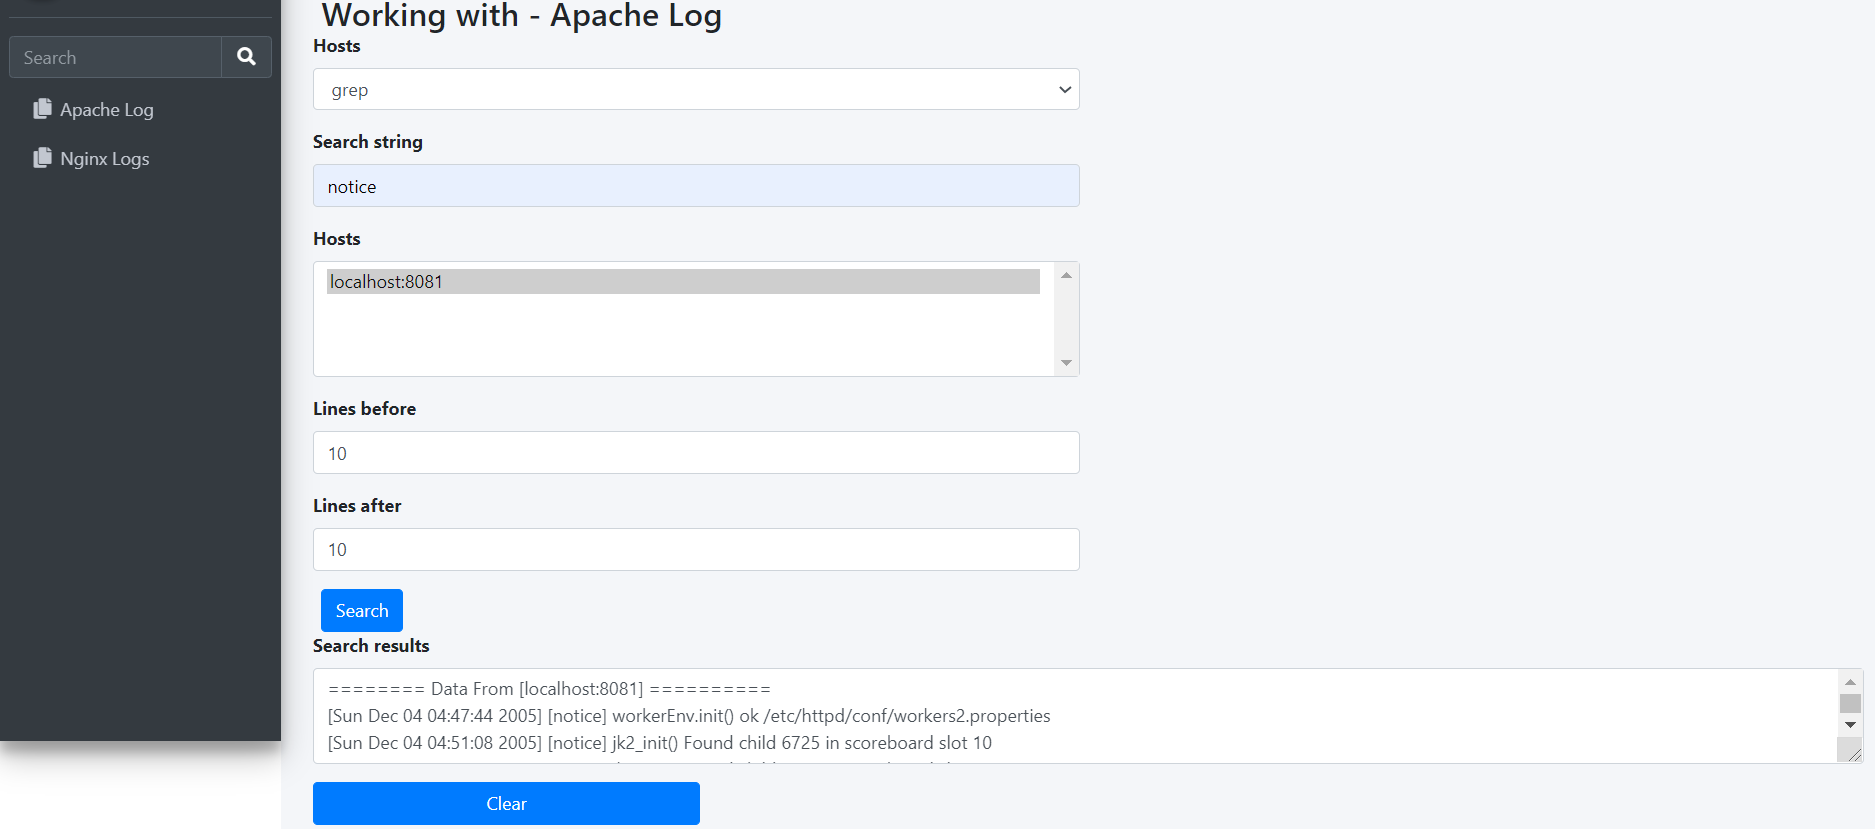 Working with - Apache Log
Search
Apache Log
Nginx Logs
Hosts
grep
Search string
notice
Hosts
localhost:8081
Lines before
10
Lines after
10
Search
Search results
======== Data From [localhost:8081] ==========
[Sun Dec 04 04:47:44 2005] [notice] workerEnv.init() ok /etc/httpd/conf/workers2.properties
[Sun Dec 04 04:51:08 2005] [notice] jk2_init() Found child 6725 in scoreboard slot 10
Clear